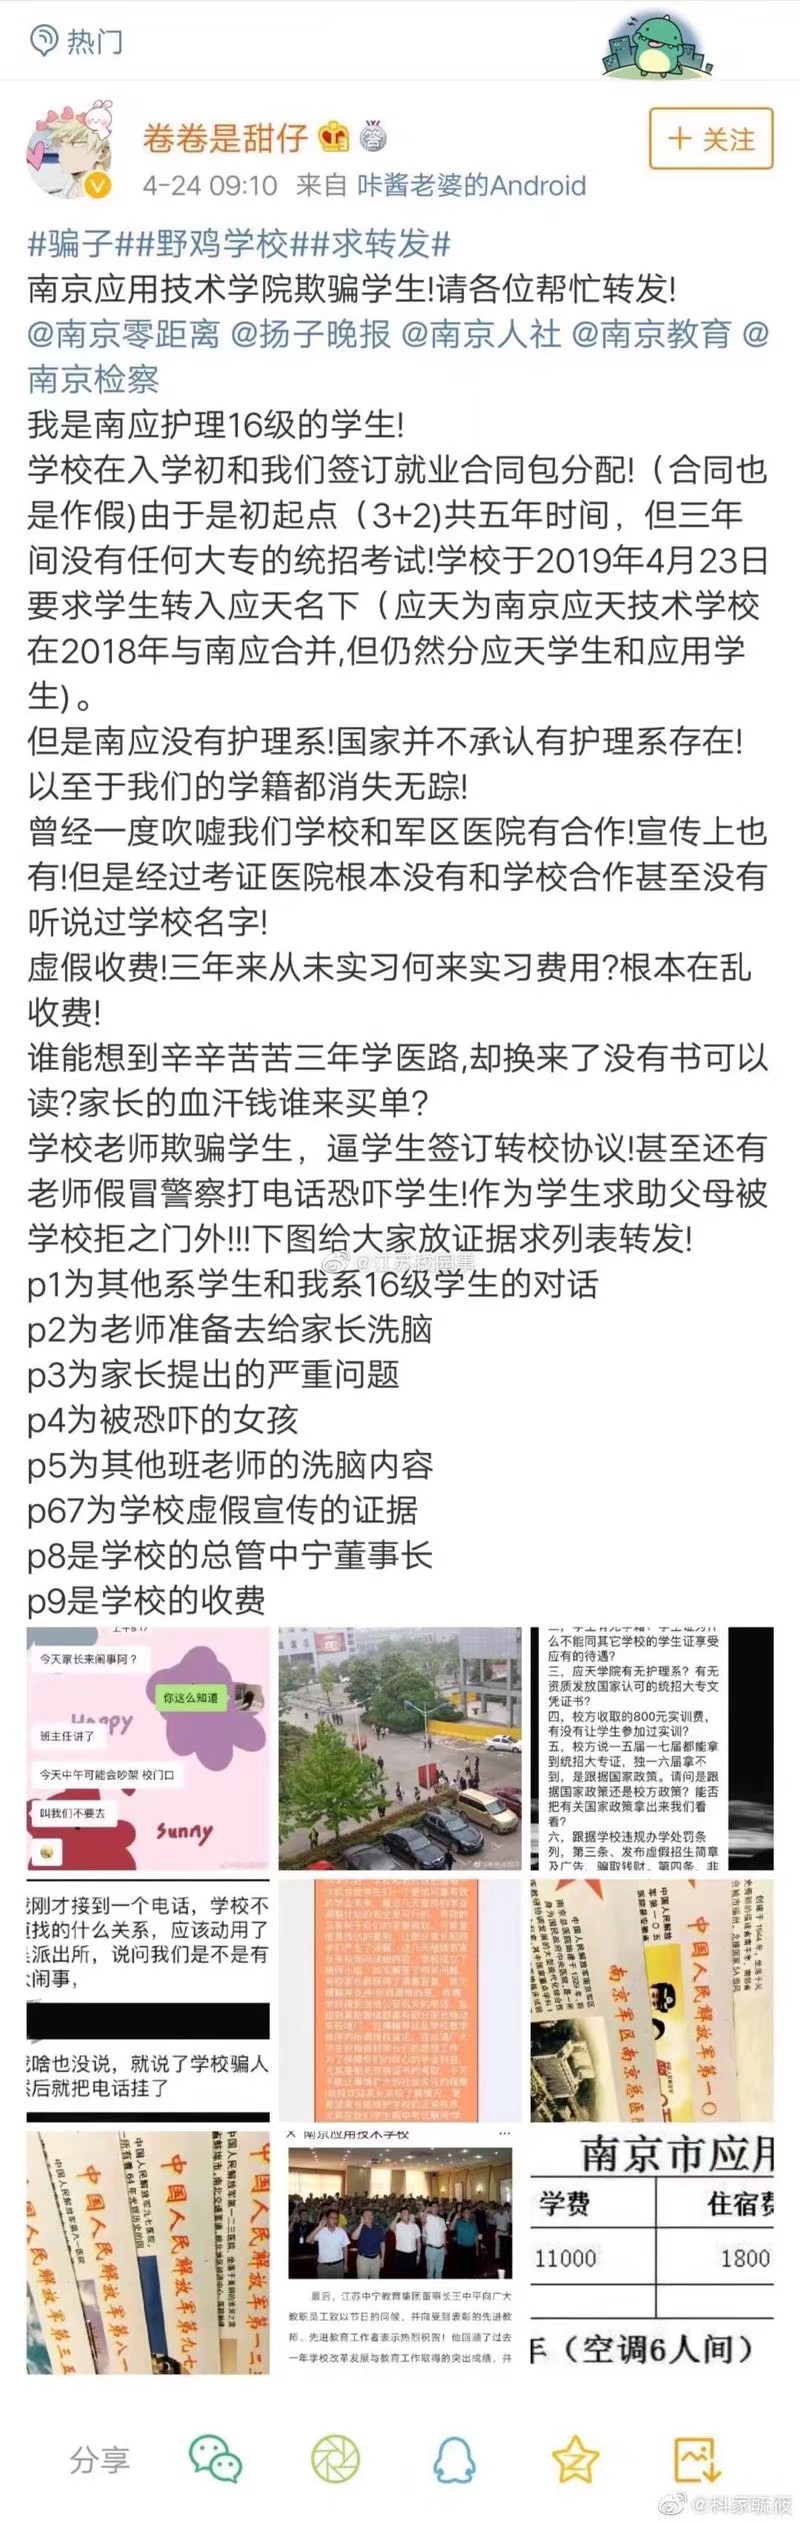 热门
卷卷是甜仔
+ 关注
4-24 09:10 来自 咔酱老婆的Android
#骗子##野鸡学校##求转发#
南京应用技术学院欺骗学生!请各位帮忙转发!
@南京零距离 @扬子晚报 @南京人社 @南京教育 @
南京检察
我是南应护理16级的学生!
学校在入学初和我们签订就业合同包分配!（合同也
是作假)由于是初起点（3+2)共五年时间，但三年
间没有任何大专的统招考试!学校于2019年4月23日
要求学生转入应天名下（应天为南京应天技术学校
在2018年与南应合并,但仍然分应天学生和应用学
生)。
但是南应没有护理系!国家并不承认有护理系存在!
以至于我们的学籍都消失无踪!
曾经一度吹嘘我们学校和军区医院有合作!宣传上也
有!但是经过考证医院根本没有和学校合作甚至没有
听说过学校名字!
虚假收费!三年来从未实习何来实习费用?根本在乱
收费!
谁能想到辛辛苦苦三年学医路,却换来了没有书可以
读?家长的血汗钱谁来买单?
学校老师欺骗学生，逼学生签订转校协议!甚至还有
老师假冒警察打电话恐吓学生!作为学生求助父母被
学校拒之门外!!!下图给大家放证据求列表转发!
@江苏校园事
p1为其他系学生和我系16级学生的对话
p2为老师准备去给家长洗脑
p3为家长提出的严重问题
p4为被恐吓的女孩
p5为其他班老师的洗脑内容
p67为学校虚假宣传的证据
p8是学校的总管中宁董事长
p9是学校的收费
今天家长来闹事阿？
你这么知道
Happy
班主任讲了
今天中午可能会吵架 校门口
叫我们不要去
Sunny
么不能同其它学校的学生证享受
应有的待遇？
三，应天学院有无护理系？有无
资质发放国家认可的统招大专文
凭证书？
四，校方收取的800元实训费，
有没有让学生参加过实训？
五，校方说一五届一七届都能拿
到统招大专证，独一六届拿不
到，是跟据国家政策。请问是跟
据国家政策还是校方政策？能否
把有关国家政策拿出来我们看
看？
六，跟据学校违规办学处罚条
列，第三条、发布虚假招生简章
及广告，骗取钱财，第四条，非
刚才接到一个电话，学校不
找的什么关系，应该动用了
派出所，说问我们是不是有
闹事，
啥也没说，就说了学校骗人
然后就把电话挂了
中国人民解放军第一〇
南京军区南京总医院
中国人民解放军第一二三
中国人民解放军第九七
中国人民解放军第八一
南京应用技术学校
最后，江苏中宁教育集团董事长王中平向广大
教职员工致以节日的问候，并向受到表彰的先进教
师、先进教育工作者表示热烈祝贺！他回顾了过去
一年学校改革发展与教育工作取得的突出成绩，并
南京市应用
学费 住宿费
11000 1800
年（空调6人间）
分享
@科家毓筱